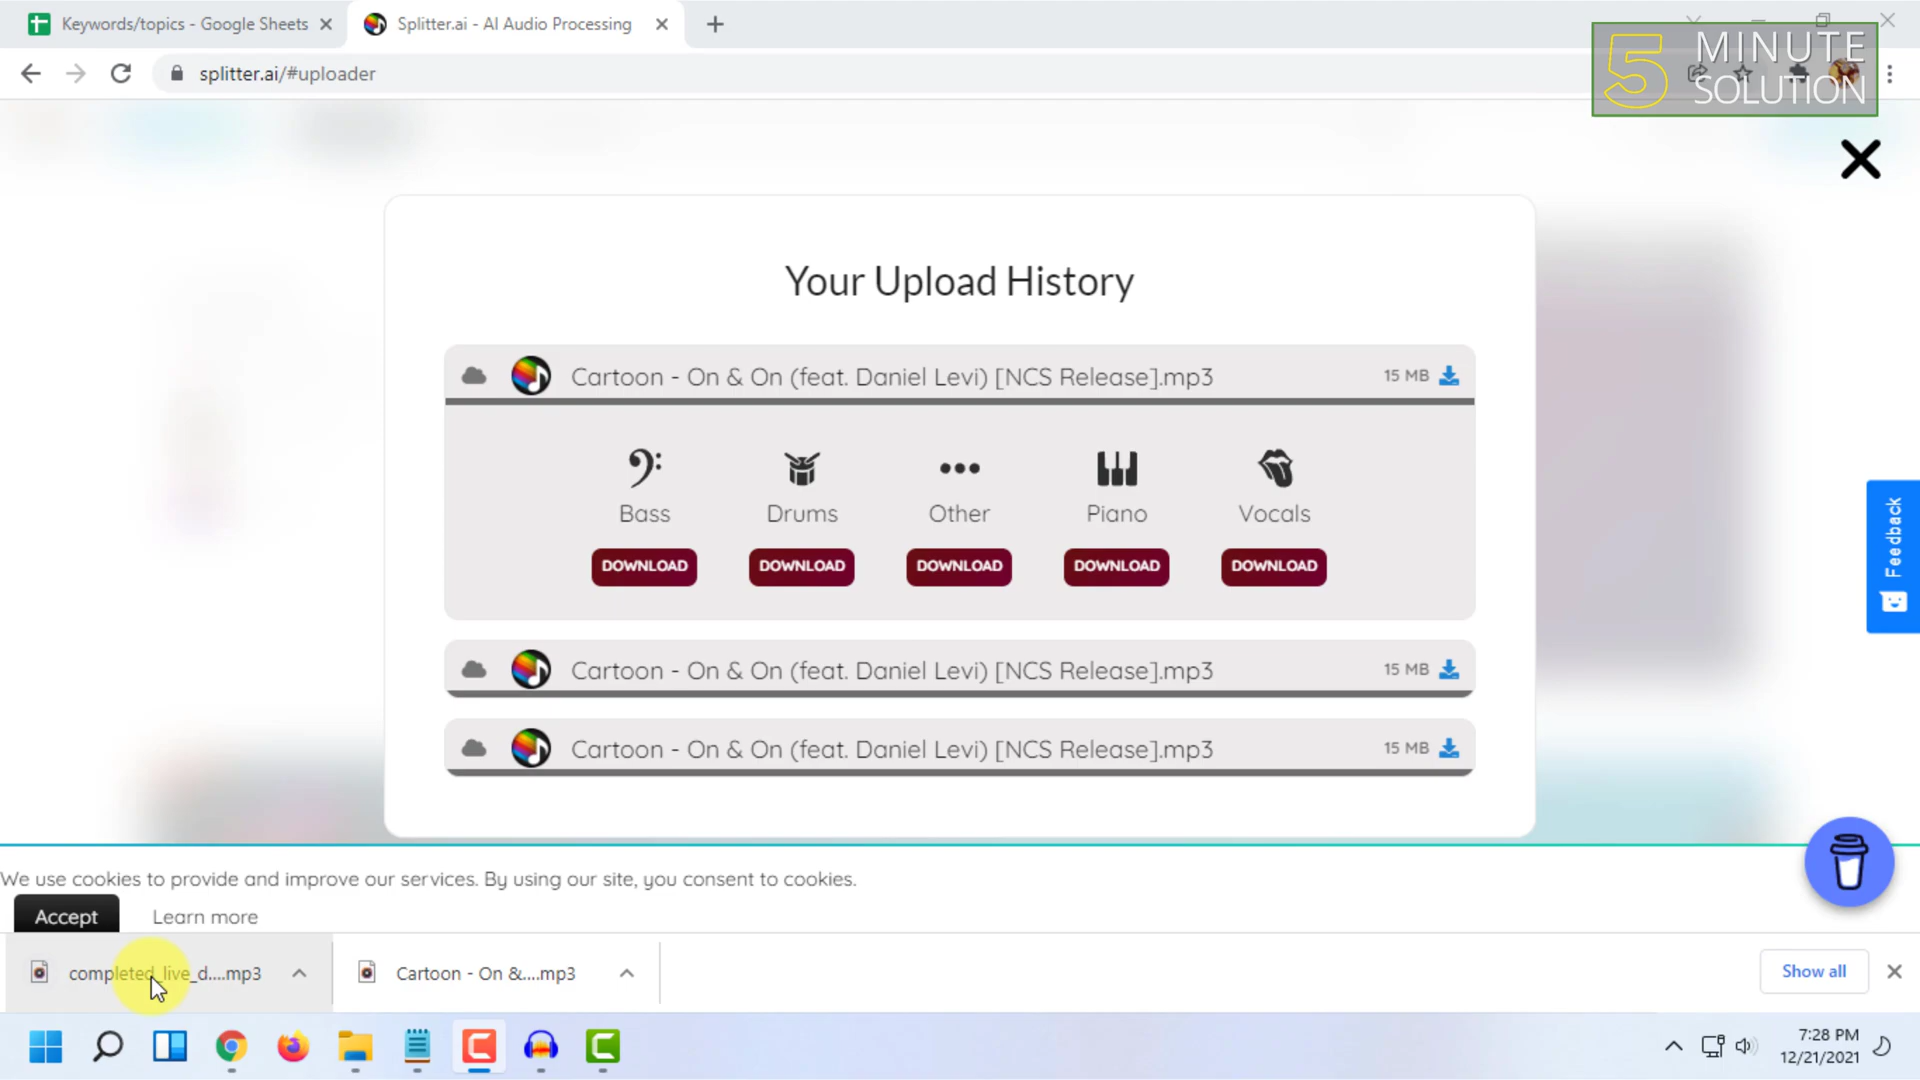 Keywords/topics - Google Sheets
Splitter.ai - AI Audio Processing
splitter.ai/#uploader
5 MINUTE
SOLUTION
Your Upload History
Cartoon - On & On (feat. Daniel Levi) [NCS Release].mp3 15 MB
Bass Drums Other Piano Vocals
DOWNLOAD DOWNLOAD DOWNLOAD DOWNLOAD DOWNLOAD
Feedback
Cartoon - On & On (feat. Daniel Levi) [NCS Release].mp3 15 MB
Cartoon - On & On (feat. Daniel Levi) [NCS Release].mp3 15 MB
We use cookies to provide and improve our services. By using our site, you consent to cookies.
Accept Learn more
completed_live_d....mp3 Cartoon - On &....mp3 Show all
7:28 PM
12/21/2021